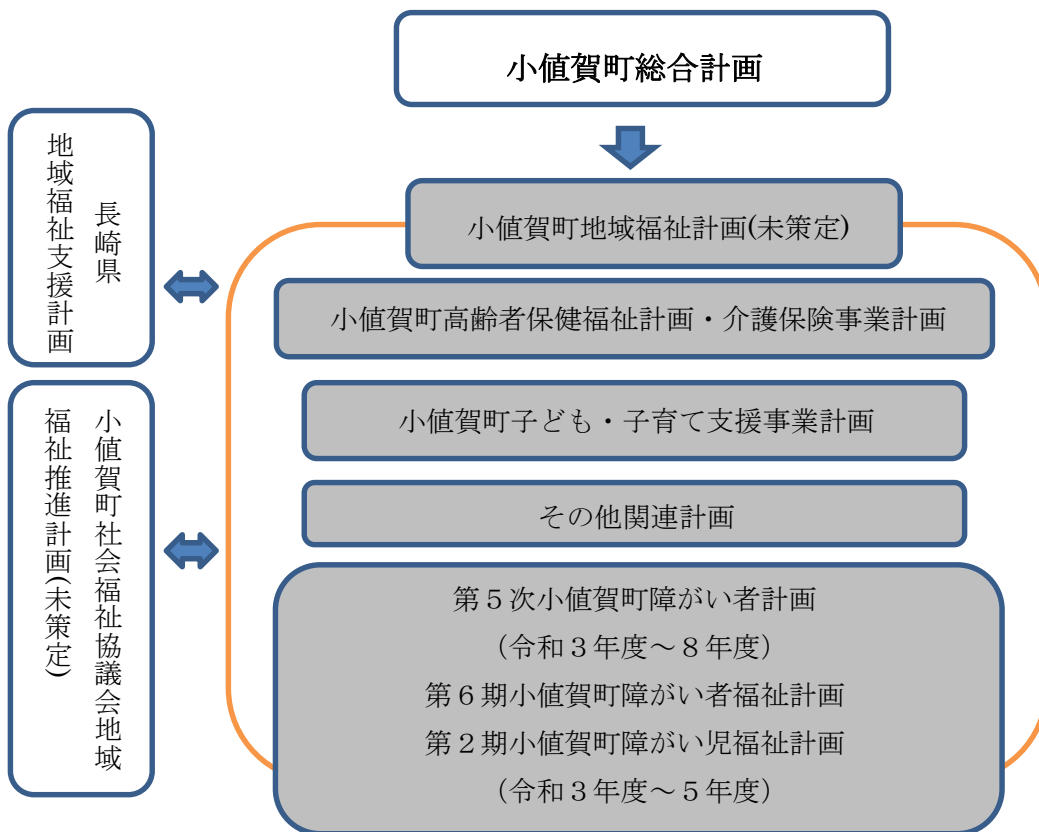 小値賀町総合計画
長崎県
地域福祉支援計画
小値賀町社会福祉協議会地域
福祉推進計画(未策定)
小値賀町地域福祉計画(未策定)
小値賀町高齢者保健福祉計画・介護保険事業計画
小値賀町子ども・子育て支援事業計画
その他関連計画
第５次小値賀町障がい者計画
（令和３年度～８年度）
第６期小値賀町障がい者福祉計画
第２期小値賀町障がい児福祉計画
（令和３年度～５年度）